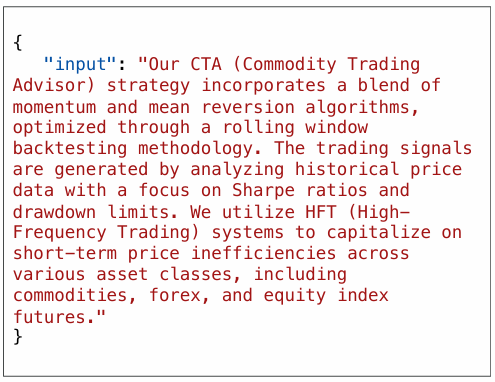 {
"input": "Our CTA (Commodity Trading
Advisor) strategy incorporates a blend of
momentum and mean reversion algorithms,
optimized through a rolling window
backtesting methodology. The trading signals
are generated by analyzing historical price
data with a focus on Sharpe ratios and
drawdown limits. We utilize HFT (High-
Frequency Trading) systems to capitalize on
short-term price inefficiencies across
various asset classes, including
commodities, forex, and equity index
futures."
}